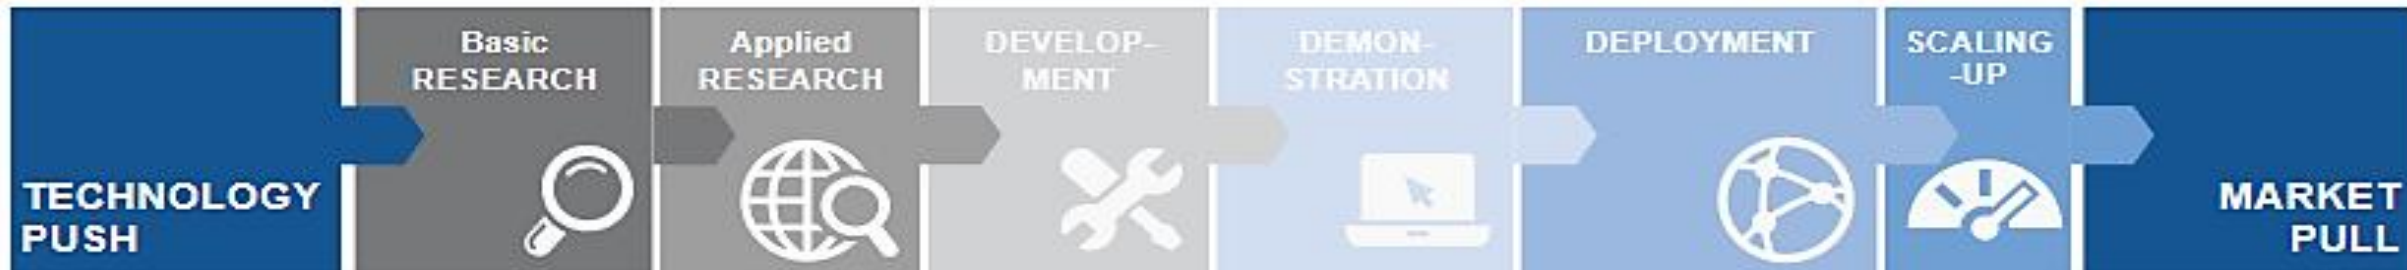 TECHNOLOGY
PUSH
Basic
RESEARCH
Applied
RESEARCH
DEVELOP-
MENT
DEMON-
STRATION
DEPLOYMENT
SCALING
-UP
MARKET
PULL